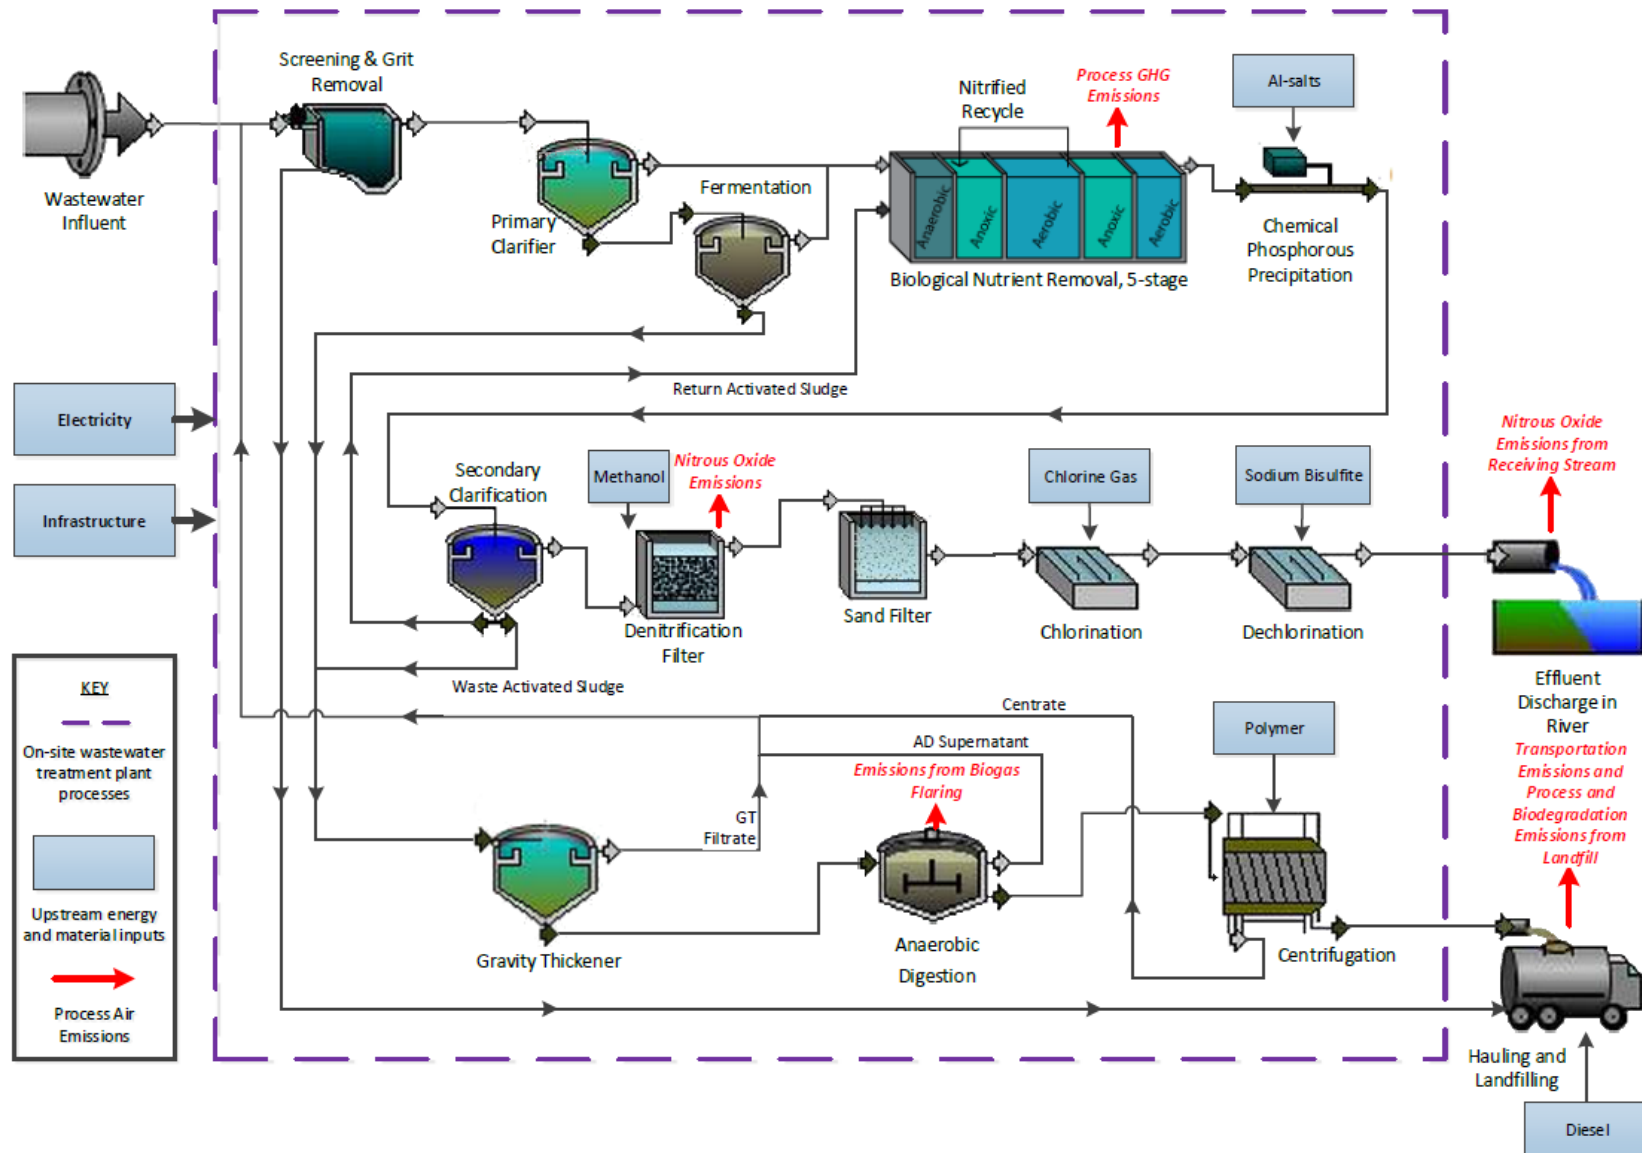 Screening & Grit
Removal
Wastewater
Influent
Primary
Clarifier
Fermentation
Nitrified
Recycle
Process GHG
Emissions
Al-salts
Anaerobic
Anoxic
Aerobic
Anoxic
Aerobic
Biological Nutrient Removal, 5-stage
Chemical
Phosphorous
Precipitation
Return Activated Sludge
Electricity
Infrastructure
Secondary
Clarification
Methanol
Nitrous Oxide
Emissions
Chlorine Gas
Sodium Bisulfite
Nitrous Oxide
Emissions from
Receiving Stream
Denitrification
Filter
Sand Filter
Chlorination
Dechlorination
Effluent
Discharge in
River
Waste Activated Sludge
Centrate
AD Supernatant
Polymer
Emissions from Biogas
Flaring
Transportation
Emissions and
Process and
Biodegradation
Emissions from
Landfill
GT
Filtrate
Gravity Thickener
Anaerobic
Digestion
Centrifugation
Hauling and
Landfilling
Diesel
KEY
On-site wastewater
treatment plant
processes
Upstream energy
and material inputs
Process Air
Emissions